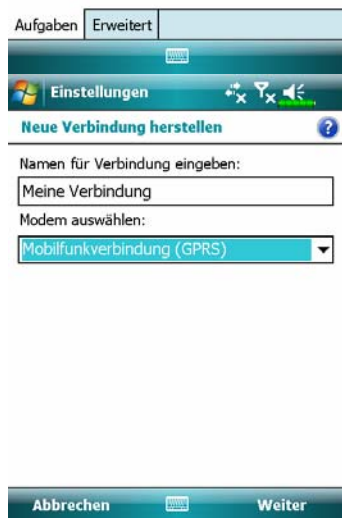 Aufgaben Erweitert
Einstellungen
Neue Verbindung herstellen ?
Namen für Verbindung eingeben:
Meine Verbindung
Modem auswählen:
Mobilfunkverbindung (GPRS)
Abbrechen Weiter